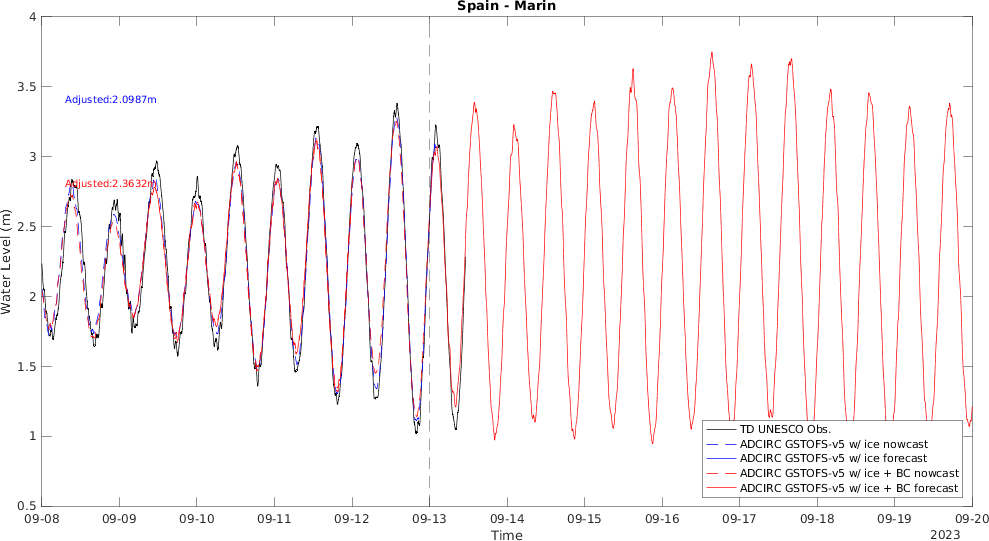 Spain - Marin
4
3.5
3
2.5
2
1.5
1
0.5
Water Level (m)
Adjusted:2.0987m
Adjusted:2.3632m
TD UNESCO Obs.
ADCIRC GSTOFS-v5 w/ ice nowcast
ADCIRC GSTOFS-v5 w/ ice forecast
ADCIRC GSTOFS-v5 w/ ice + BC nowcast
ADCIRC GSTOFS-v5 w/ ice + BC forecast
09-08 09-09 09-10 09-11 09-12 09-13 09-14 09-15 09-16 09-17 09-18 09-19 09-20
Time
2023